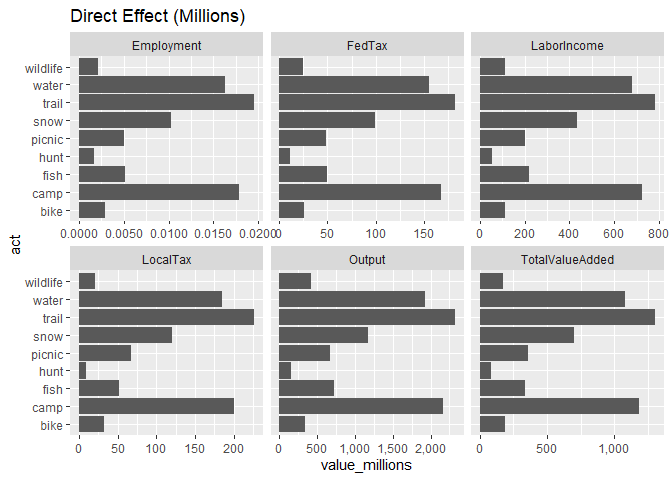 Direct Effect (Millions)
Employment FedTax LaborIncome
wildlife
water
trail
snow
picnic
hunt
fish
camp
bike
0.0000 0.0050 0.0100 0.0150 0.0200 0 50 100 150 0 200 400 600 800
act
LocalTax Output TotalValueAdded
wildlife
water
trail
snow
picnic
hunt
fish
camp
bike
0 50 100 150 200 0 500 1,000 1,500 2,000 0 500 1,000
value_millions